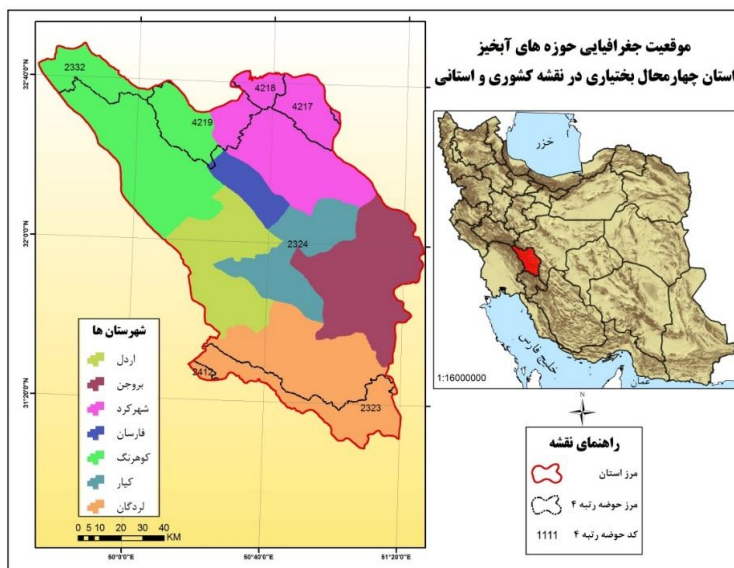 موقعیت جغرافیایی حوزه های آبخیز
استان چهارمحال بختیاری در نقشه کشوری و استانی
32°40'0"N
32°0'0"N
31°20'0"N
2332
4218
4217
4219
2324
2412
2323
شهرستان ها
اردل
بروجن
شهرکرد
فارسان
کوهرنگ
کیار
لردگان
0 5 10 20 30 40
KM
50°0'0"E 50°40'0"E 51°20'0"E
خزر
خلیج فارس
عمان
1:16000000
N
راهنمای نقشه
مرز استان
مرز حوضه رتبه ۴
1111 کد حوضه رتبه ۴